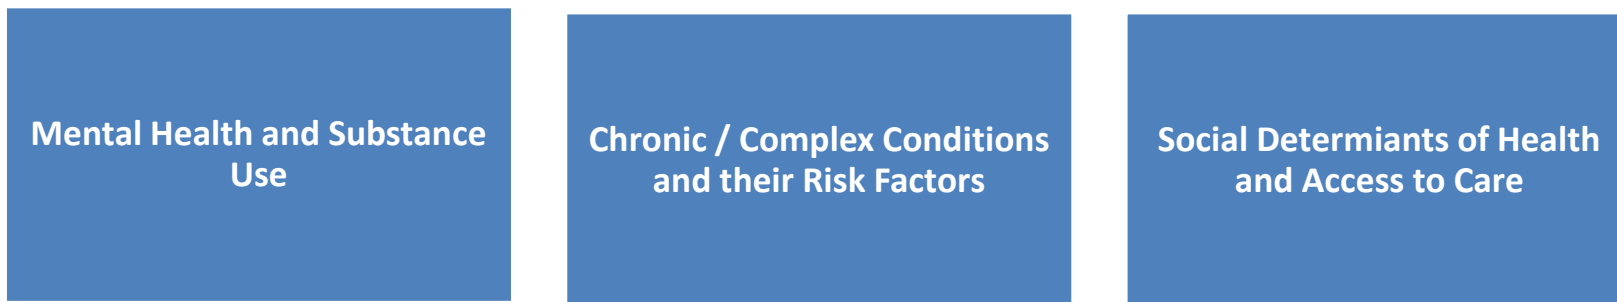 Mental Health and Substance
Use
Chronic / Complex Conditions
and their Risk Factors
Social Determiants of Health
and Access to Care